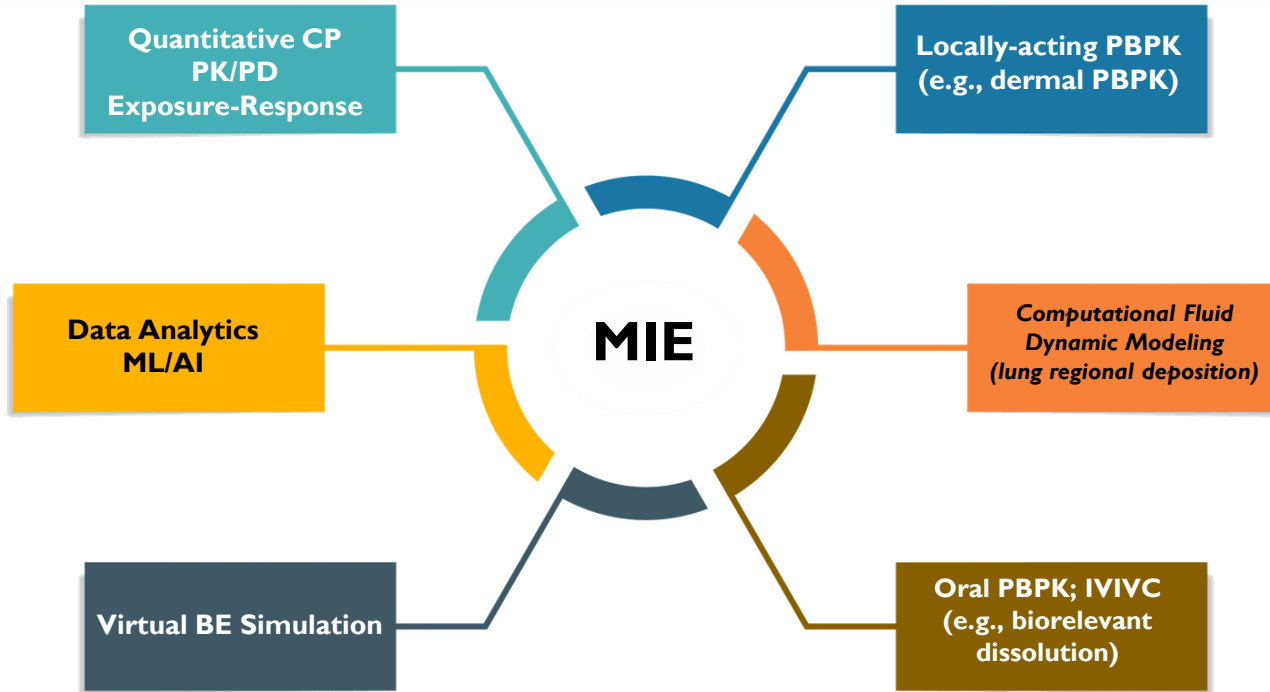 Quantitative CP
PK/PD
Exposure-Response
Locally-acting PBPK
(e.g., dermal PBPK)
Data Analytics
ML/AI
MIE
Computational Fluid
Dynamic Modeling
(lung regional deposition)
Virtual BE Simulation
Oral PBPK; IVIVC
(e.g., biorelevant
dissolution)